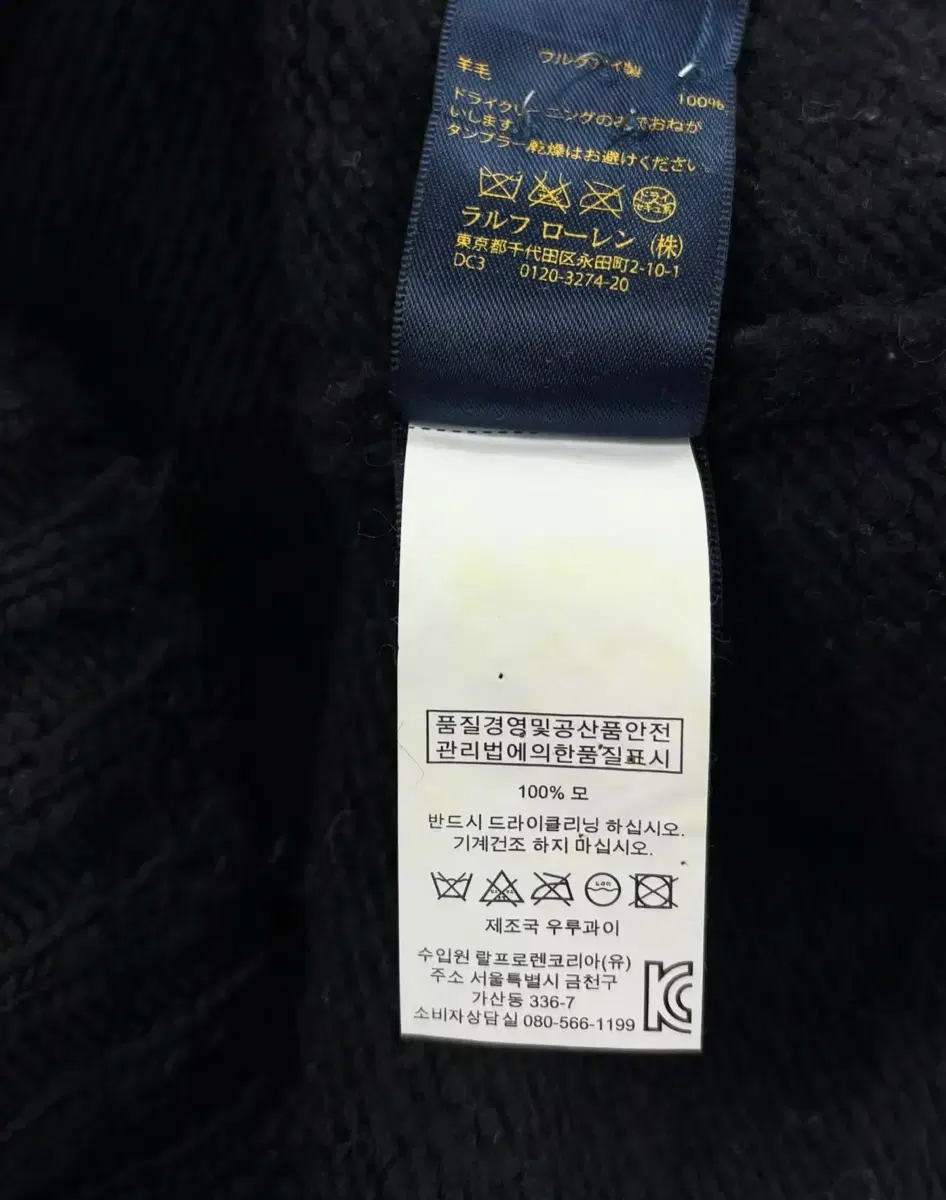 ウルグアイ製
羊毛 100%
ドライクリーニングのみでおねが
いします。
タンブラー乾燥はお避けください。
ドライ
セキユ系
ラルフ ローレン (株)
東京都千代田区永田町2-10-1
DC3 0120-3274-20
품질경영및공산품안전
관리법에의한품질표시
100% 모
반드시 드라이클리닝 하십시오.
기계건조 하지 마십시오.
제조국 우루과이
수입원 랄프로렌코리아(유)
주소 서울특별시 금천구
가산동 336-7
소비자상담실 080-566-1199